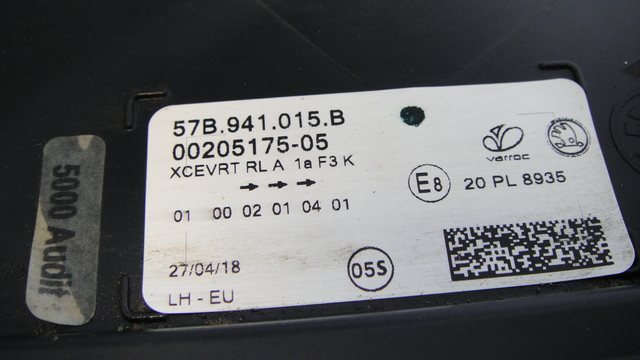 57B.941.015.B
00205175-05
XCEVRT RL A 1a F3 K
varroc
E8 20 PL 8935
01 00 02 01 04 01
27/04/18
05S
LH - EU
5000 Audit